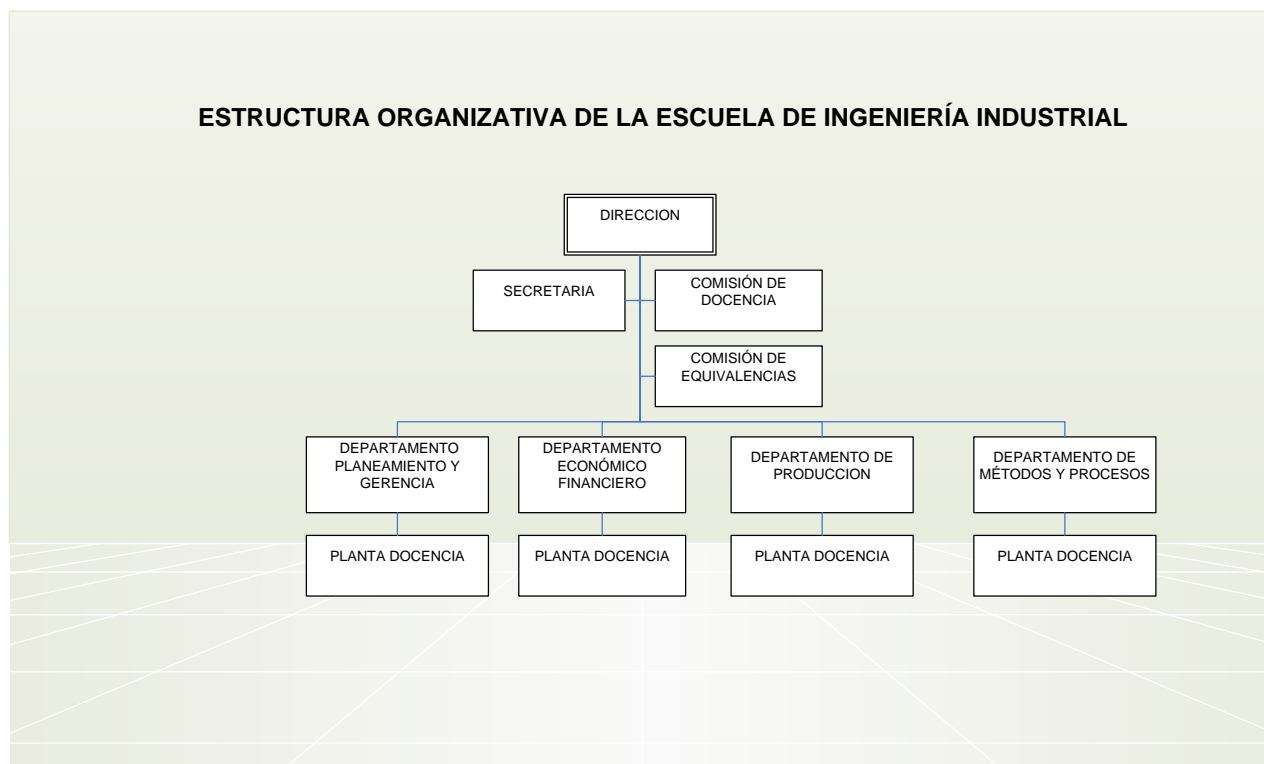 ESTRUCTURA ORGANIZATIVA DE LA ESCUELA DE INGENIERÍA INDUSTRIAL
DIRECCION
SECRETARIA
COMISIÓN DE
DOCENCIA
COMISIÓN DE
EQUIVALENCIAS
DEPARTAMENTO
PLANEAMIENTO Y
GERENCIA
DEPARTAMENTO
ECONÓMICO
FINANCIERO
DEPARTAMENTO DE
PRODUCCION
DEPARTAMENTO DE
MÉTODOS Y PROCESOS
PLANTA DOCENCIA
PLANTA DOCENCIA
PLANTA DOCENCIA
PLANTA DOCENCIA